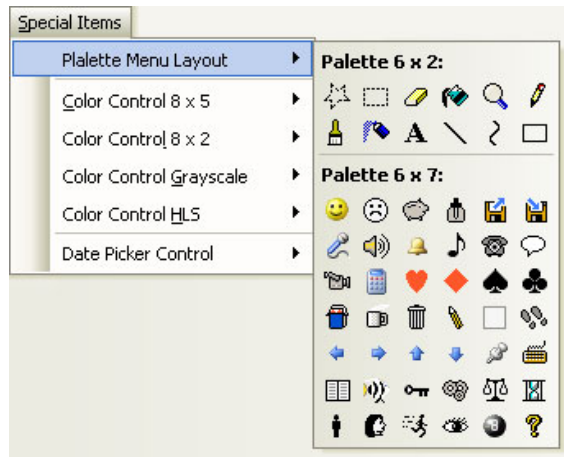 Special Items
Plalette Menu Layout
Color Control 8 x 5
Color Control 8 x 2
Color Control Grayscale
Color Control HLS
Date Picker Control
Palette 6 x 2:
A
Palette 6 x 7:
8
?